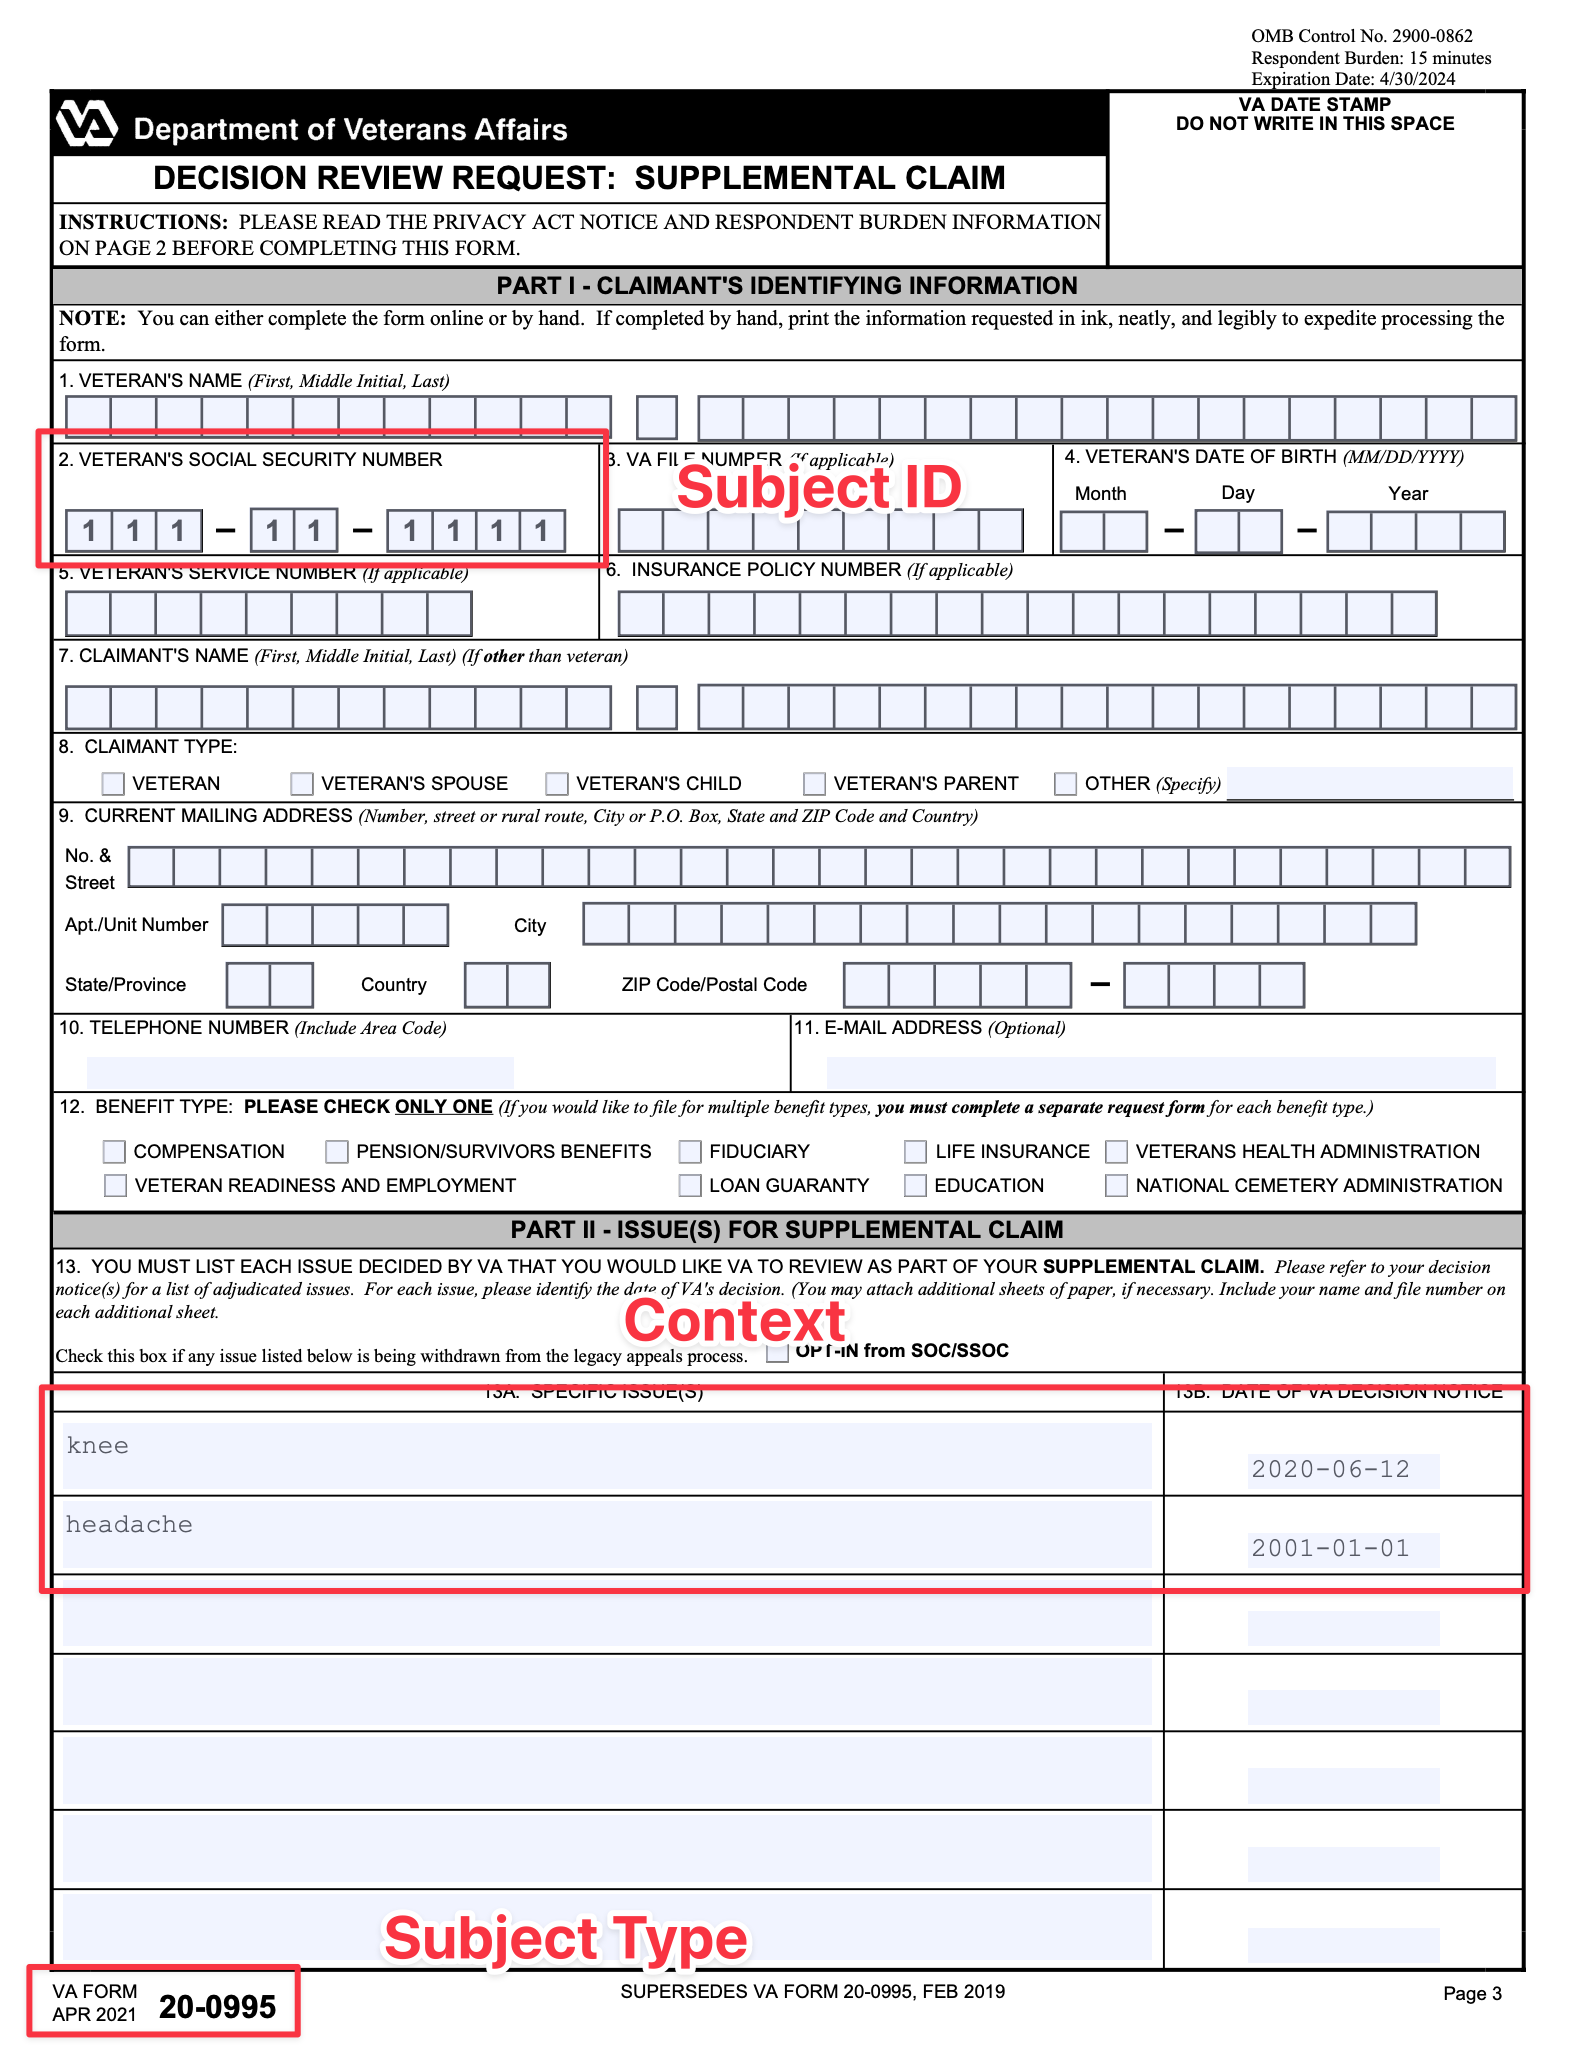 OMB Control No. 2900-0862
Respondent Burden: 15 minutes
Expiration Date: 4/30/2024
VA Department of Veterans Affairs
VA DATE STAMP
DO NOT WRITE IN THIS SPACE
DECISION REVIEW REQUEST: SUPPLEMENTAL CLAIM
INSTRUCTIONS: PLEASE READ THE PRIVACY ACT NOTICE AND RESPONDENT BURDEN INFORMATION
ON PAGE 2 BEFORE COMPLETING THIS FORM.
PART I - CLAIMANT'S IDENTIFYING INFORMATION
NOTE: You can either complete the form online or by hand. If completed by hand, print the information requested in ink, neatly, and legibly to expedite processing the
form.
1. VETERAN'S NAME (First, Middle Initial, Last)
2. VETERAN'S SOCIAL SECURITY NUMBER
111 – 11 – 1111
3. VA FILE NUMBER (If applicable)
Subject ID
4. VETERAN'S DATE OF BIRTH (MM/DD/YYYY)
Month Day Year
– –
5. VETERAN'S SERVICE NUMBER (If applicable)
6. INSURANCE POLICY NUMBER (If applicable)
7. CLAIMANT'S NAME (First, Middle Initial, Last) (If other than veteran)
8. CLAIMANT TYPE:
VETERAN VETERAN'S SPOUSE VETERAN'S CHILD VETERAN'S PARENT OTHER (Specify)
9. CURRENT MAILING ADDRESS (Number, street or rural route, City or P.O. Box, State and ZIP Code and Country)
No. &
Street
Apt./Unit Number City
State/Province Country ZIP Code/Postal Code –
10. TELEPHONE NUMBER (Include Area Code)
11. E-MAIL ADDRESS (Optional)
12. BENEFIT TYPE: PLEASE CHECK ONLY ONE (If you would like to file for multiple benefit types, you must complete a separate request form for each benefit type.)
COMPENSATION PENSION/SURVIVORS BENEFITS FIDUCIARY LIFE INSURANCE VETERANS HEALTH ADMINISTRATION
VETERAN READINESS AND EMPLOYMENT LOAN GUARANTY EDUCATION NATIONAL CEMETERY ADMINISTRATION
PART II - ISSUE(S) FOR SUPPLEMENTAL CLAIM
13. YOU MUST LIST EACH ISSUE DECIDED BY VA THAT YOU WOULD LIKE VA TO REVIEW AS PART OF YOUR SUPPLEMENTAL CLAIM. Please refer to your decision
notice(s) for a list of adjudicated issues. For each issue, please identify the date of VA's decision. (You may attach additional sheets of paper, if necessary. Include your name and file number on
each additional sheet.
Context
Check this box if any issue listed below is being withdrawn from the legacy appeals process. OPT-IN from SOC/SSOC
13A. SPECIFIC ISSUE(S) 13B. DATE OF VA DECISION NOTICE
knee
2020-06-12
headache
2001-01-01
Subject Type
VA FORM
APR 2021 20-0995
SUPERSEDES VA FORM 20-0995, FEB 2019
Page 3